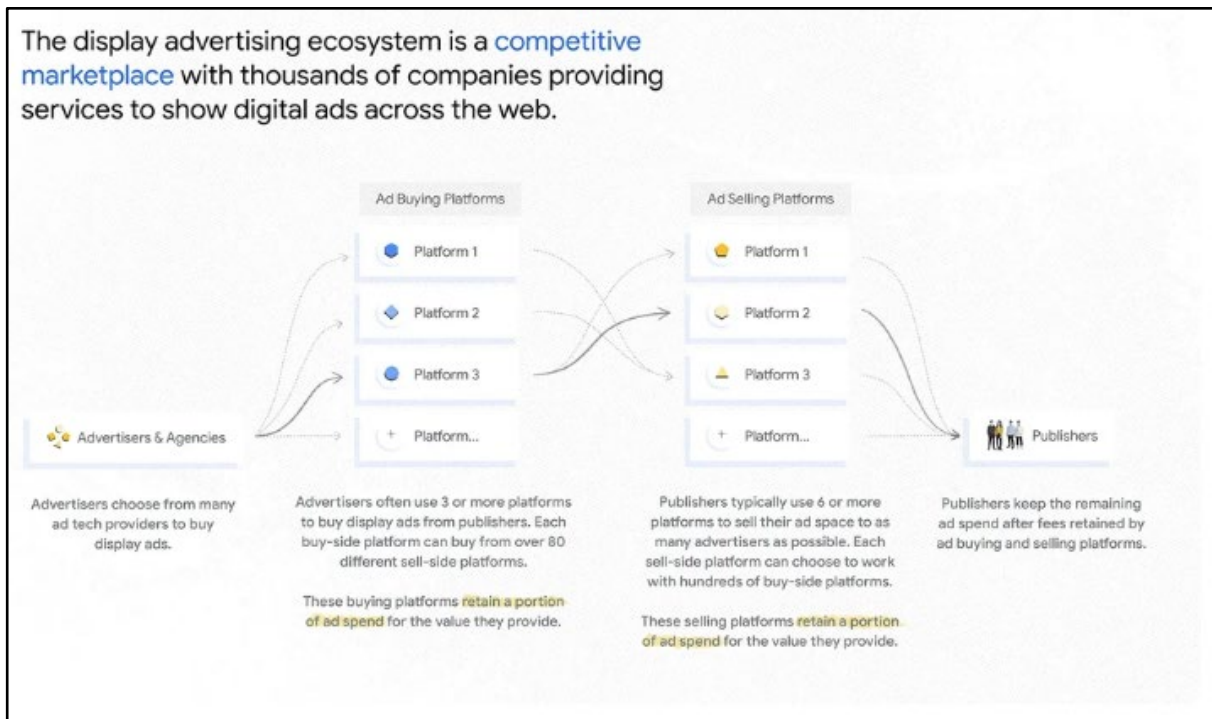 The display advertising ecosystem is a competitive
marketplace with thousands of companies providing
services to show digital ads across the web.
Ad Buying Platforms
Platform 1
Platform 2
Platform 3
Platform...
Ad Selling Platforms
Platform 1
Platform 2
Platform 3
Platform...
Advertisers & Agencies
Publishers
Advertisers choose from many
ad tech providers to buy
display ads.
Advertisers often use 3 or more platforms
to buy display ads from publishers. Each
buy-side platform can buy from over 80
different sell-side platforms.
These buying platforms retain a portion
of ad spend for the value they provide.
Publishers typically use 6 or more
platforms to sell their ad space to as
many advertisers as possible. Each
sell-side platform can choose to work
with hundreds of buy-side platforms.
These selling platforms retain a portion
of ad spend for the value they provide.
Publishers keep the remaining
ad spend after fees retained by
ad buying and selling platforms.